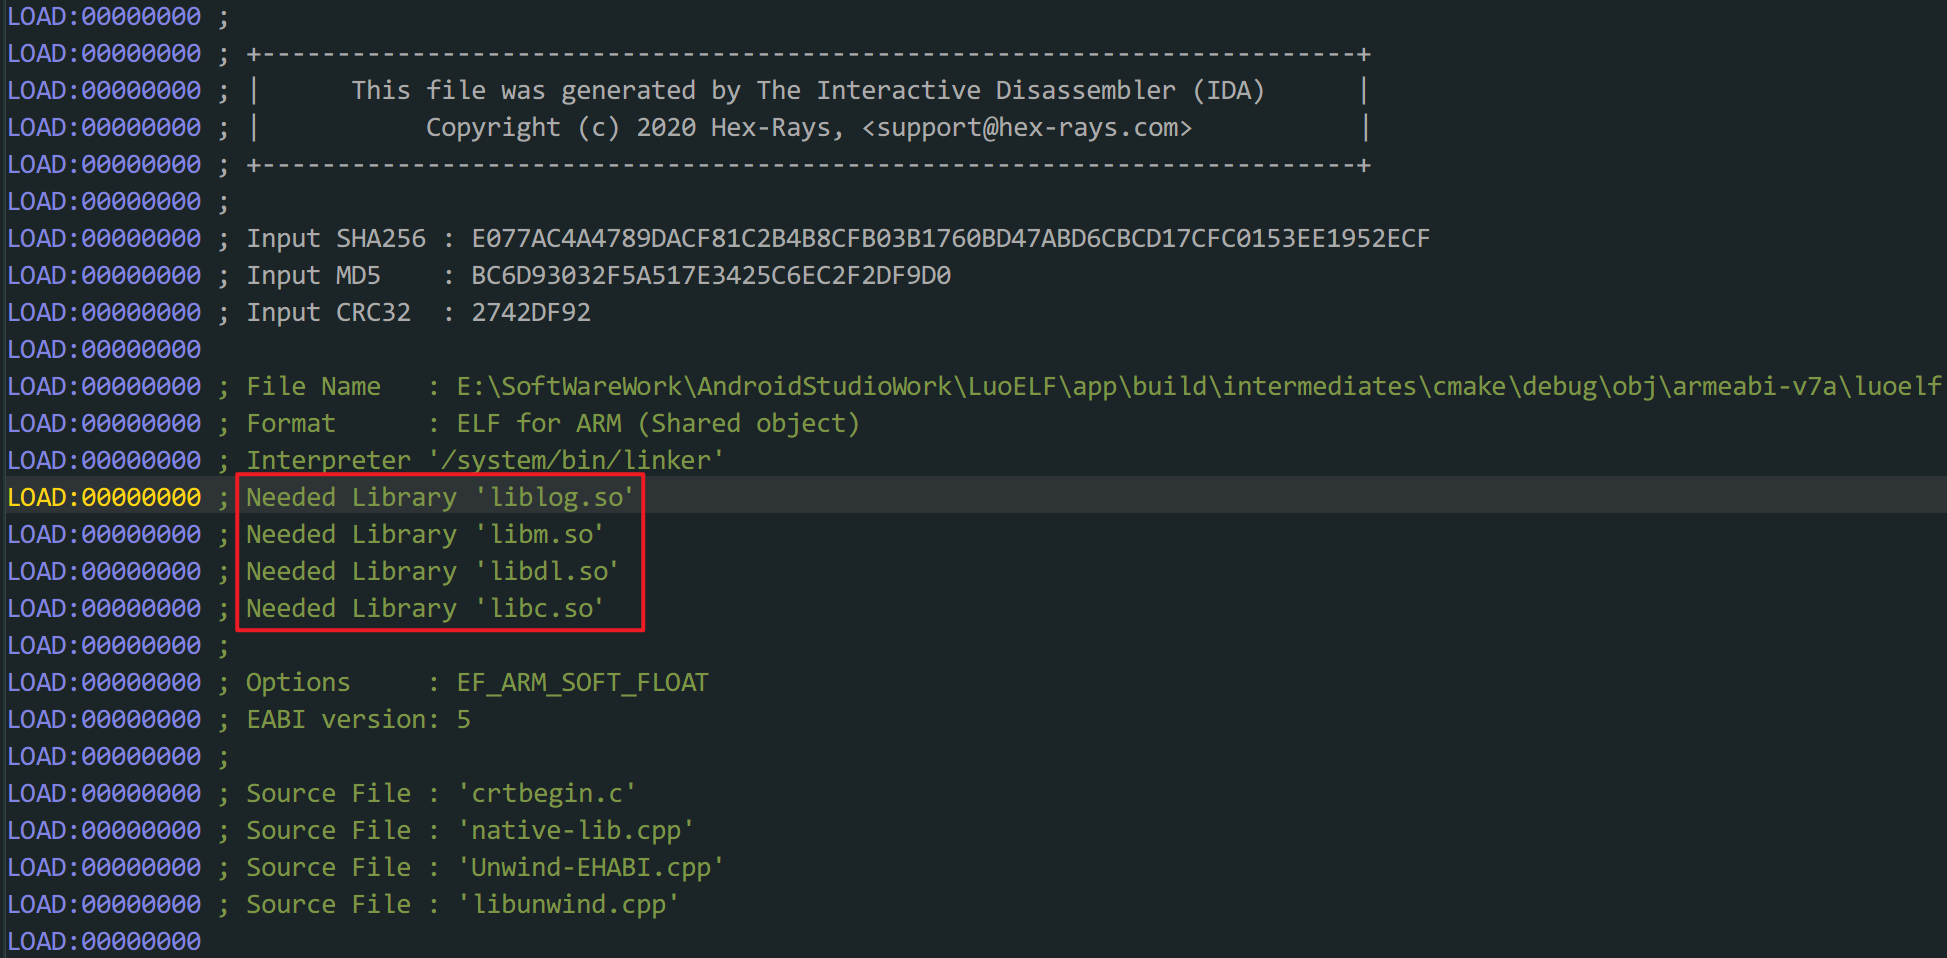 LOAD:00000000 ;
LOAD:00000000 ; +-------------------------------------------------------------------------+
LOAD:00000000 ; |      This file was generated by The Interactive Disassembler (IDA)      |
LOAD:00000000 ; |           Copyright (c) 2020 Hex-Rays, <support@hex-rays.com>           |
LOAD:00000000 ; +-------------------------------------------------------------------------+
LOAD:00000000 ;
LOAD:00000000 ; Input SHA256 : E077AC4A4789DACF81C2B4B8CFB03B1760BD47ABD6CBCD17CFC0153EE1952ECF
LOAD:00000000 ; Input MD5    : BC6D93032F5A517E3425C6EC2F2DF9D0
LOAD:00000000 ; Input CRC32  : 2742DF92
LOAD:00000000
LOAD:00000000 ; File Name   : E:\SoftWareWork\AndroidStudioWork\LuoELF\app\build\intermediates\cmake\debug\obj\armeabi-v7a\luoelf
LOAD:00000000 ; Format      : ELF for ARM (Shared object)
LOAD:00000000 ; Interpreter '/system/bin/linker'
LOAD:00000000 ; Needed Library 'liblog.so'
LOAD:00000000 ; Needed Library 'libm.so'
LOAD:00000000 ; Needed Library 'libdl.so'
LOAD:00000000 ; Needed Library 'libc.so'
LOAD:00000000 ;
LOAD:00000000 ; Options     : EF_ARM_SOFT_FLOAT
LOAD:00000000 ; EABI version: 5
LOAD:00000000 ;
LOAD:00000000 ; Source File : 'crtbegin.c'
LOAD:00000000 ; Source File : 'native-lib.cpp'
LOAD:00000000 ; Source File : 'Unwind-EHABI.cpp'
LOAD:00000000 ; Source File : 'libunwind.cpp'
LOAD:00000000